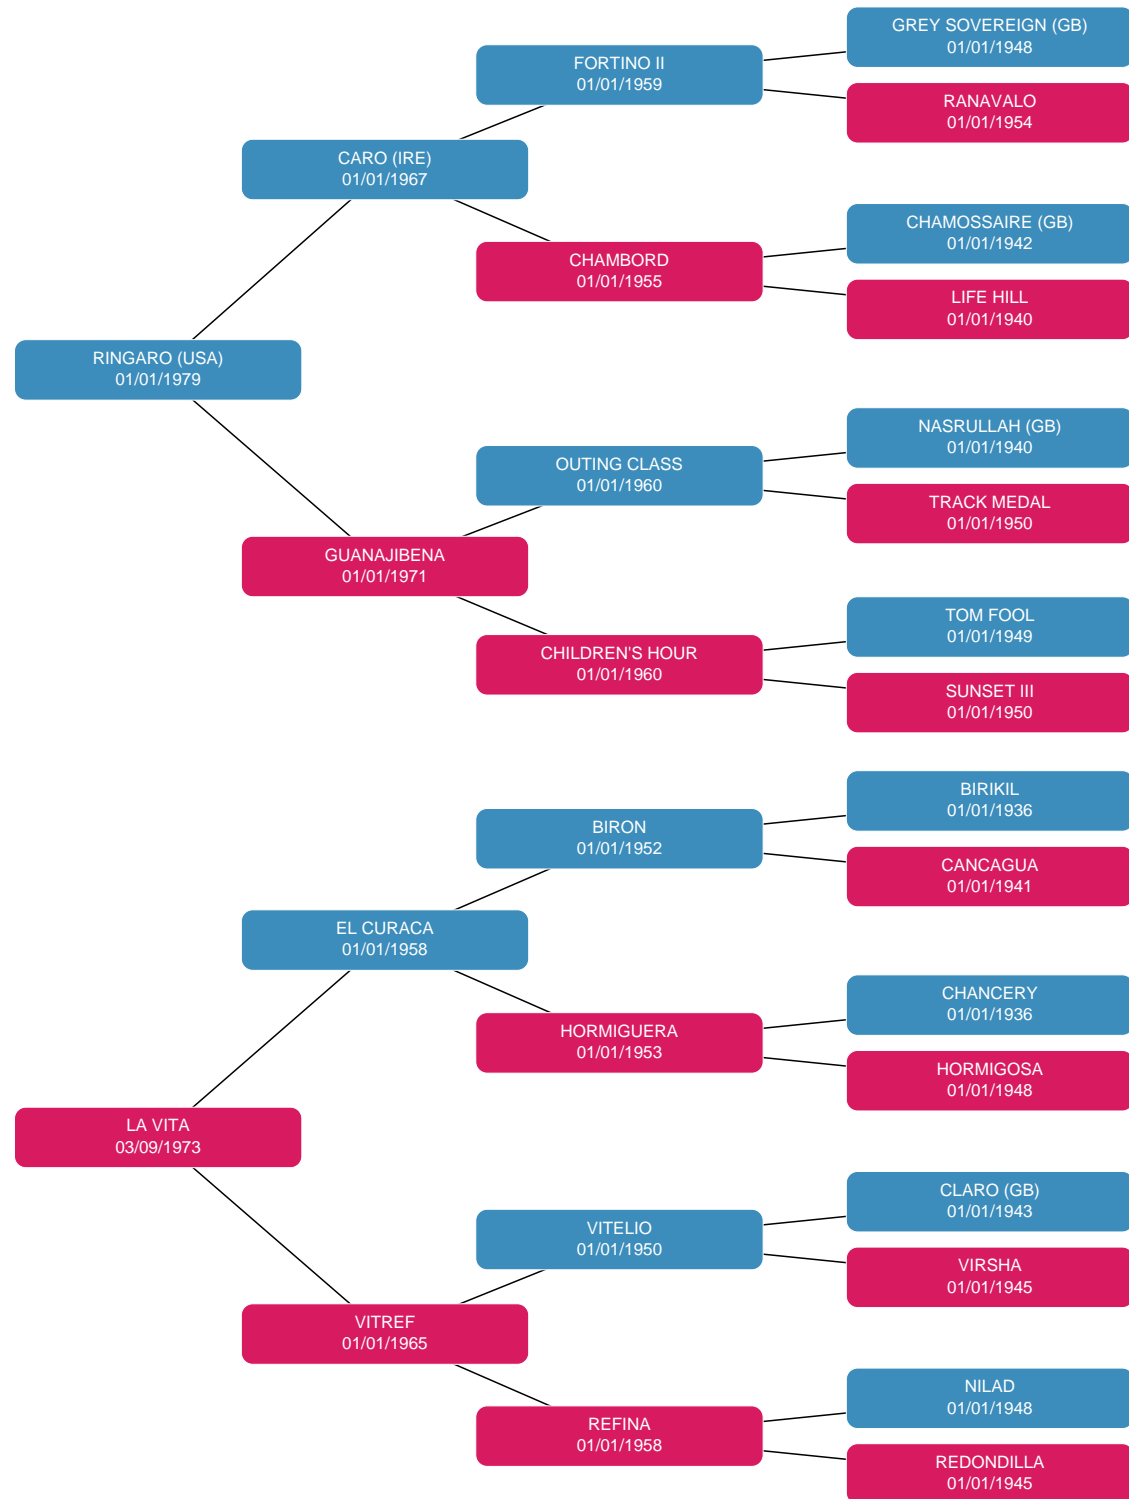 GREY SOVEREIGN (GB)
01/01/1948
FORTINO II
01/01/1959
RANAVALO
01/01/1954
CARO (IRE)
01/01/1967
CHAMOSSAIRE (GB)
01/01/1942
CHAMBORD
01/01/1955
LIFE HILL
01/01/1940
RINGARO (USA)
01/01/1979
NASRULLAH (GB)
01/01/1940
OUTING CLASS
01/01/1960
TRACK MEDAL
01/01/1950
GUANAJIBENA
01/01/1971
TOM FOOL
01/01/1949
CHILDREN'S HOUR
01/01/1960
SUNSET III
01/01/1950
BIRIKIL
01/01/1936
BIRON
01/01/1952
CANCAGUA
01/01/1941
EL CURACA
01/01/1958
CHANCERY
01/01/1936
HORMIGUERA
01/01/1953
HORMIGOSA
01/01/1948
LA VITA
03/09/1973
CLARO (GB)
01/01/1943
VITELIO
01/01/1950
VIRSHA
01/01/1945
VITREF
01/01/1965
NILAD
01/01/1948
REFINA
01/01/1958
REDONDILLA
01/01/1945